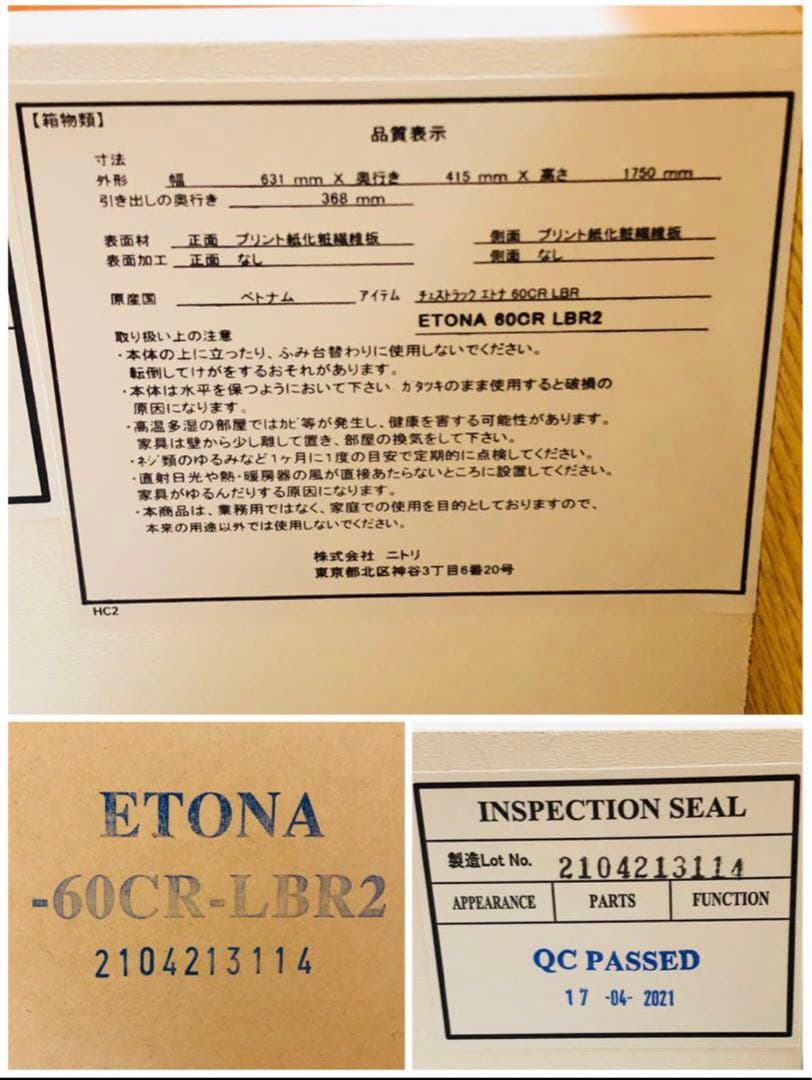 【箱物類】
品質表示
寸法
外形 幅 631 mm X 奥行き 415 mm X 高さ 1750 mm
引き出しの奥行き 368 mm
表面材 正面 プリント紙化粧繊維板 側面 プリント紙化粧繊維板
表面加工 正面 なし 側面 なし
原産国 ベトナム アイテム チェストラック エトナ 60CR LBR
ETONA 60CR LBR2
取り扱い上の注意
・本体の上に立ったり、ふみ台替わりに使用しないでください。
転倒してけがをするおそれがあります。
・本体は水平を保つようにおいて下さい ガタツキのまま使用すると破損の
原因になります。
・高温多湿の部屋ではカビ等が発生し、健康を害する可能性があります。
家具は壁から少し離して置き、部屋の換気をして下さい。
・ネジ類のゆるみなど1ヶ月に1度の目安で定期的に点検してください。
・直射日光や熱・暖房器の風が直接あたらないところに設置してください。
家具がゆるんだりする原因になります。
・本商品は、業務用ではなく、家庭での使用を目的としておりますので、
本来の用途以外では使用しないでください。
株式会社 ニトリ
東京都北区神谷3丁目6番20号
HC2
ETONA
-60CR-LBR2
2104213114
INSPECTION SEAL
製造Lot No. 2104213114
APPEARANCE PARTS FUNCTION
QC PASSED
17 -04- 2021